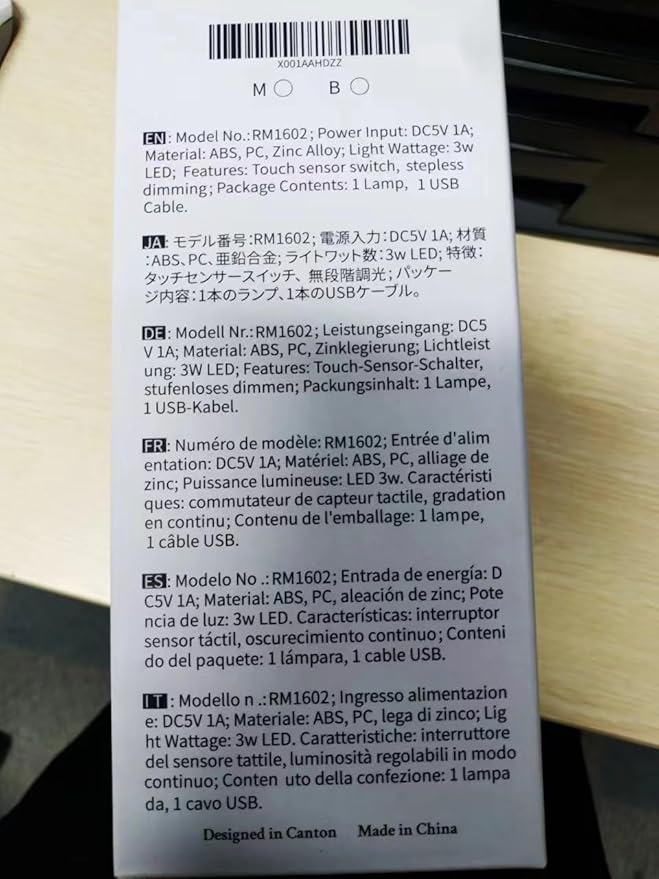 X001AAHDZZ
M ○ B ○
EN: Model No.:RM1602; Power Input: DC5V 1A;
Material: ABS, PC, Zinc Alloy; Light Wattage: 3w
LED; Features: Touch sensor switch, stepless
dimming; Package Contents: 1 Lamp, 1 USB
Cable.
JA: モデル番号:RM1602; 電源入力:DC5V 1A; 材質
:ABS、PC、亜鉛合金; ライトワット数: 3w LED; 特徴:
タッチセンサースイッチ、無段階調光; パッケー
ジ内容:1本のランプ、1本のUSBケーブル。
DE: Modell Nr.:RM1602; Leistungseingang: DC5
V 1A; Material: ABS, PC, Zinklegierung; Lichtleist
ung: 3W LED; Features: Touch-Sensor-Schalter,
stufenloses dimmen; Packungsinhalt: 1 Lampe,
1 USB-Kabel.
FR: Numéro de modèle: RM1602; Entrée d'alim
entation: DC5V 1A; Matériel: ABS, PC, alliage de
zinc; Puissance lumineuse: LED 3w. Caractéristi
ques: commutateur de capteur tactile, gradation
en continu; Contenu de l'emballage: 1 lampe,
1 câble USB.
ES: Modelo No .: RM1602; Entrada de energía: D
C5V 1A; Material: ABS, PC, aleación de zinc; Pote
ncia de luz: 3w LED. Características: interruptor
sensor táctil, oscurecimiento continuo; Conteni
do del paquete: 1 lámpara, 1 cable USB.
IT: Modello n .:RM1602; Ingresso alimentazion
e: DC5V 1A; Materiale: ABS, PC, lega di zinco; Lig
ht Wattage: 3w LED. Caratteristiche: interruttore
del sensore tattile, luminosità regolabili in modo
continuo; Conten uto della confezione: 1 lampa
da, 1 cavo USB.
Designed in Canton Made in China